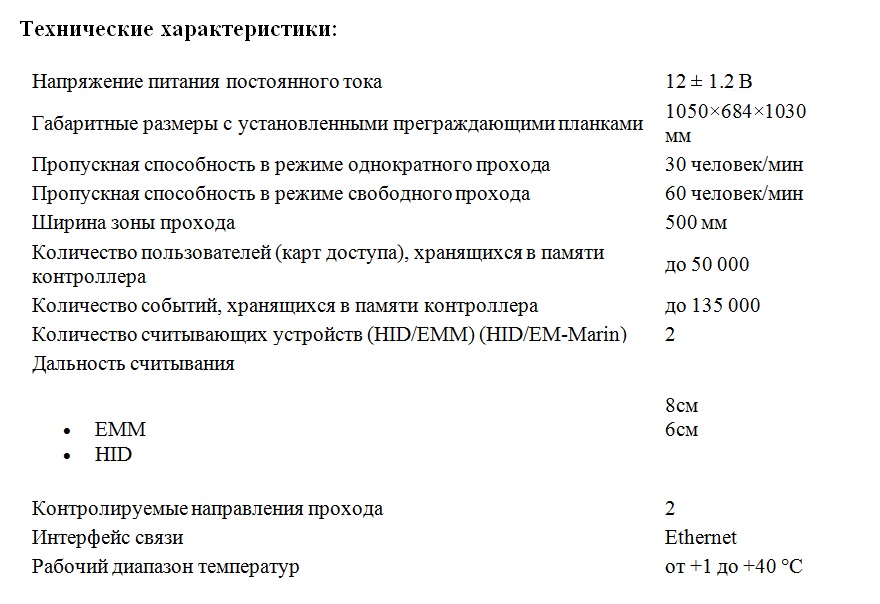 Технические характеристики:
Напряжение питания постоянного тока 12 ± 1.2 В
Габаритные размеры с установленными преграждающими планками 1050×684×1030 мм
Пропускная способность в режиме однократного прохода 30 человек/мин
Пропускная способность в режиме свободного прохода 60 человек/мин
Ширина зоны прохода 500 мм
Количество пользователей (карт доступа), хранящихся в памяти
контроллера до 50 000
Количество событий, хранящихся в памяти контроллера до 135 000
Количество считывающих устройств (HID/EMM) (HID/EM-Marin) 2
Дальность считывания
8см
• EMM 6см
• HID
Контролируемые направления прохода 2
Интерфейс связи Ethernet
Рабочий диапазон температур от +1 до +40 °C